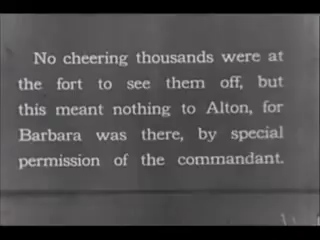 No cheering thousands were at
the fort to see them off, but
this meant nothing to Alton, for
Barbara was there, by special
permission of the commandant.